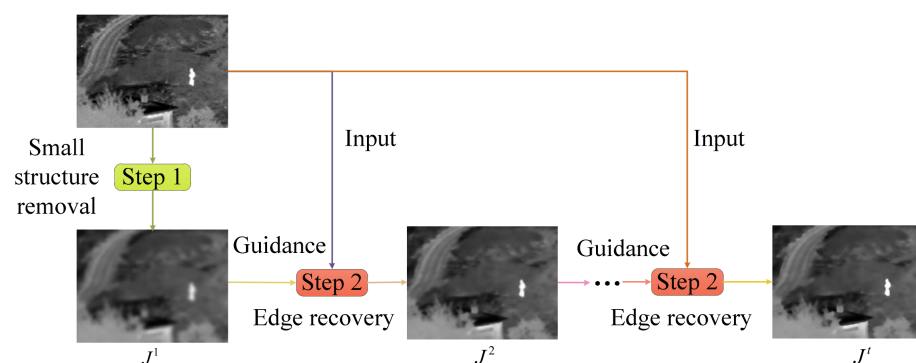 Small
structure
removal
Step 1
Input
Input
Guidance
Step 2
Edge recovery
Guidance
...
Step 2
Edge recovery
J¹
J²
Jᵗ